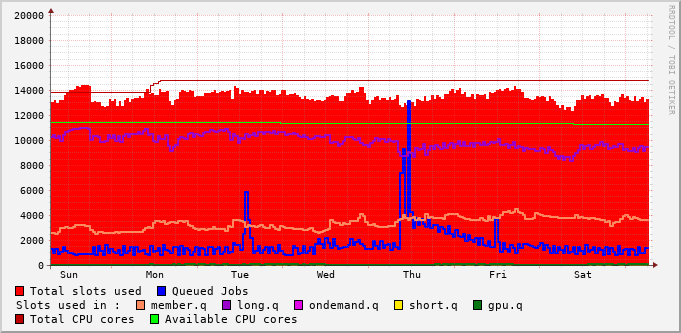 20000
18000
16000
14000
12000
10000
8000
6000
4000
2000
0
Sun Mon Tue Wed Thu Fri Sat
RRDTOOL / TOBI OETIKER
Total slots used Queued Jobs
Slots used in : member.q long.q ondemand.q short.q gpu.q
Total CPU cores Available CPU cores